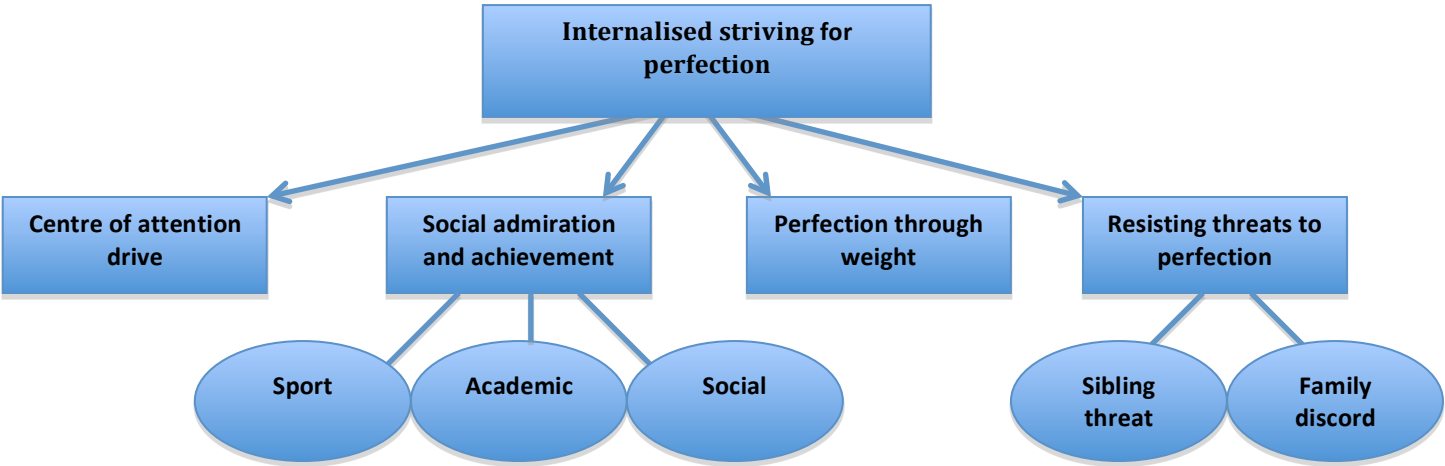 Internalised striving for
perfection
Centre of attention
drive
Social admiration
and achievement
Perfection through
weight
Resisting threats to
perfection
Sport
Academic
Social
Sibling
threat
Family
discord